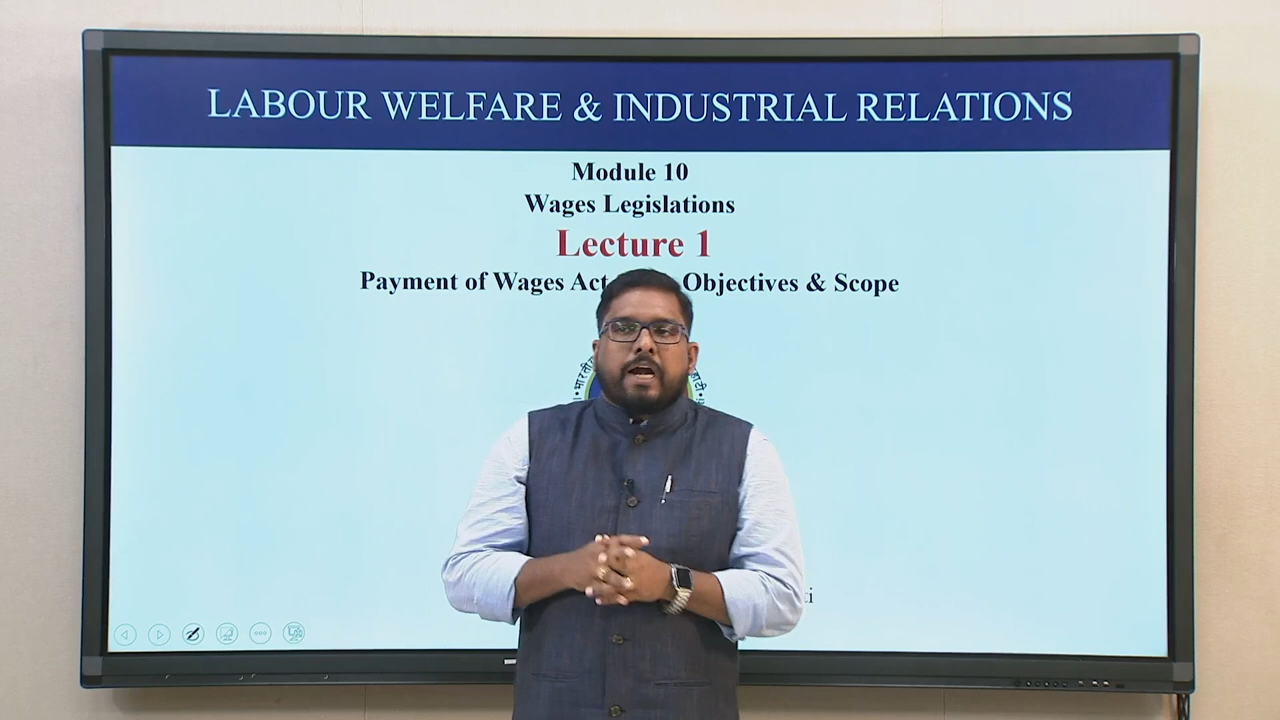 LABOUR WELFARE & INDUSTRIAL RELATIONS
Module 10
Wages Legislations
Lecture 1
Payment of Wages Act Objectives & Scope